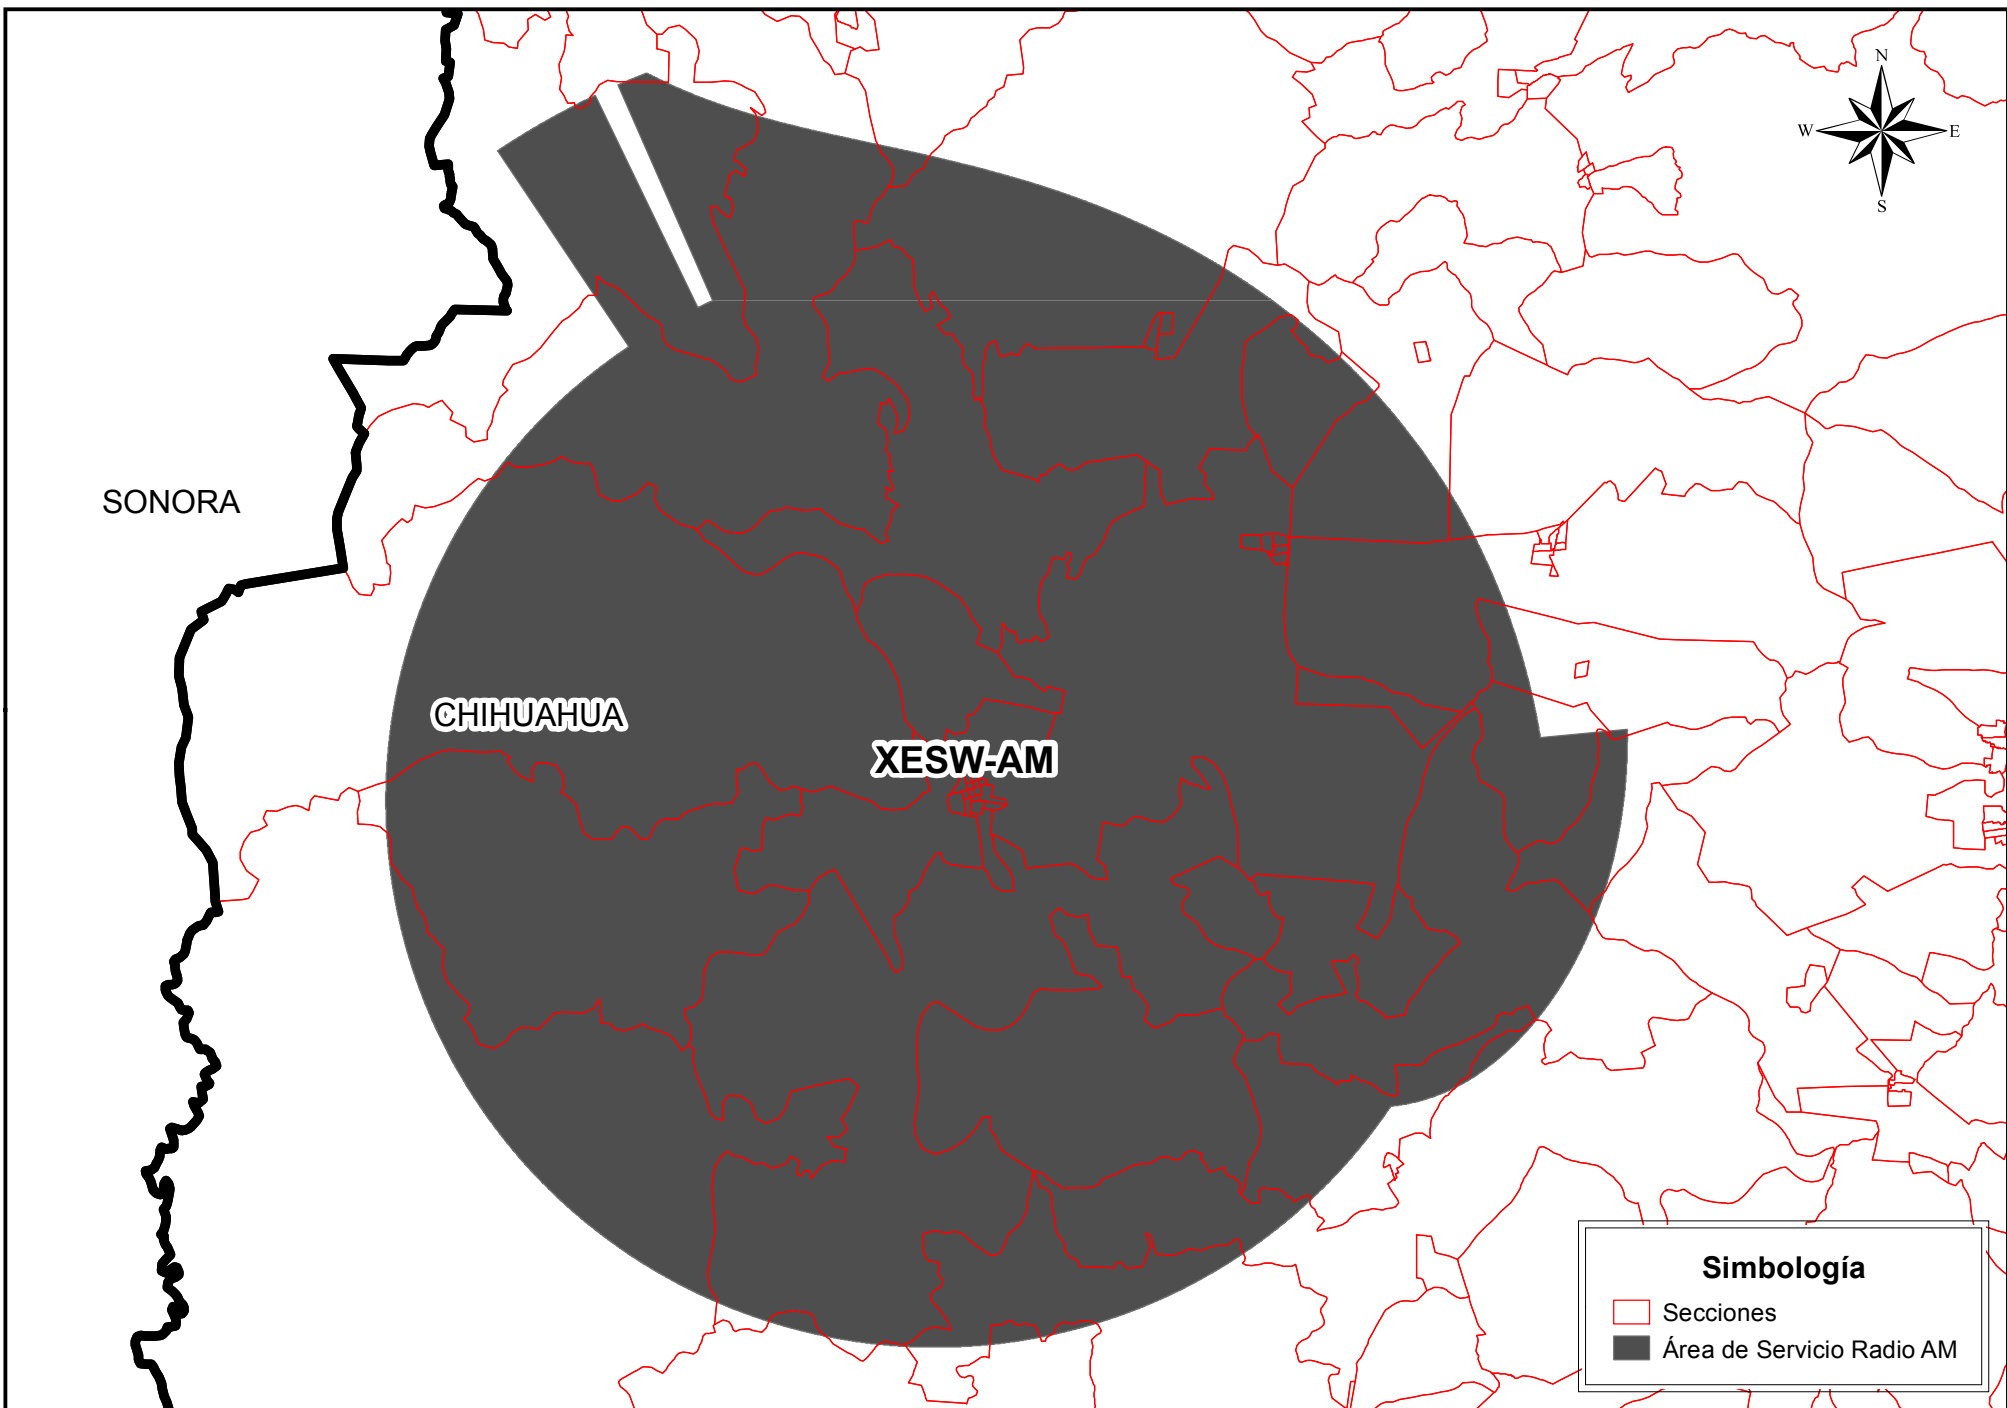 N
W E
S
SONORA
CHIHUAHUA
XESW-AM
Simbología
Secciones
Área de Servicio Radio AM